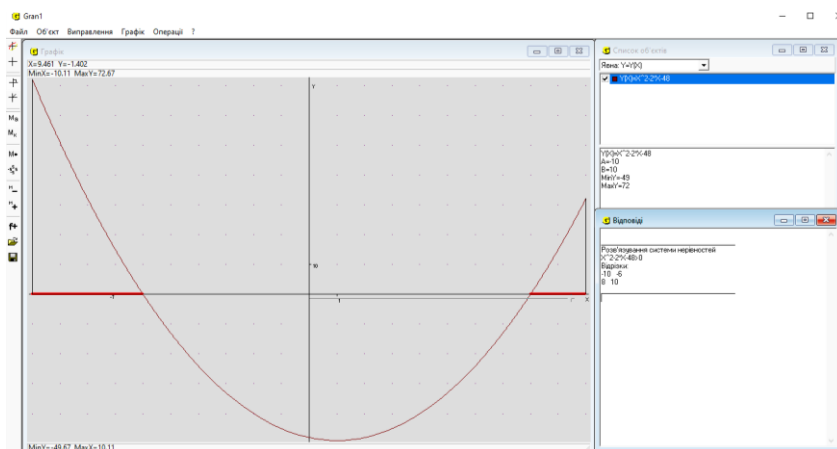 Gran1
Файл Об'єкт Виправлення Графік Операції ?
Графік
X=9.461 Y=-1.402
MinX=-10.11 MaxY=72.67
Y
10
-7
1
X
MinY=-49.67 MaxX=10.11
Список об'єктів
Явна: Y=Y(X)
Y(X)=X^2-2*X-48
Y(X)=X^2-2*X-48
A=-10
B=10
MinY=-49
MaxY=72
Відповіді
Розв'язування системи нерівностей
X^2-2*X-48>0
Відрізки:
-10 -6
8 10